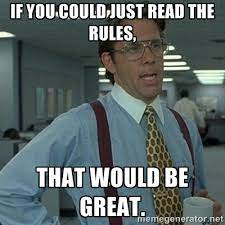 IF YOU COULD JUST READ THE
RULES,
THAT WOULD BE
GREAT.
memegenerator.net